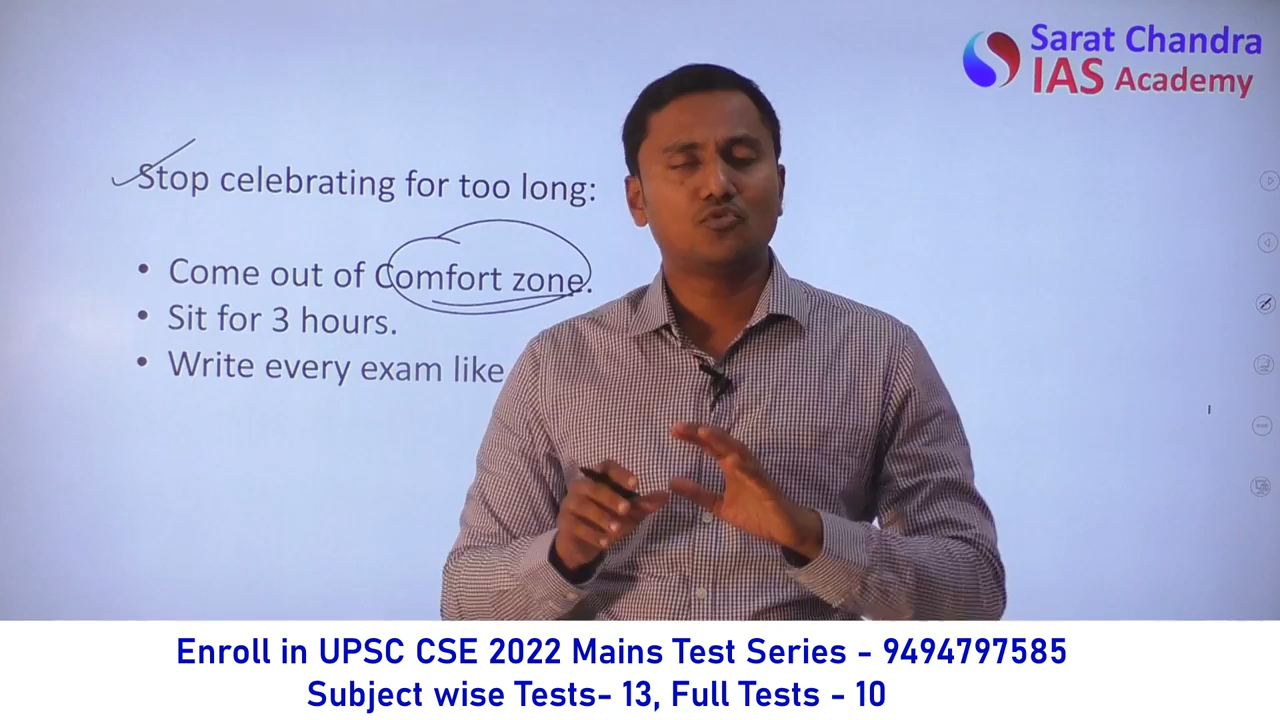 Sarat Chandra
IAS Academy
Stop celebrating for too long:
• Come out of Comfort zone.
• Sit for 3 hours.
• Write every exam like
Enroll in UPSC CSE 2022 Mains Test Series - 9494797585
Subject wise Tests- 13, Full Tests - 10